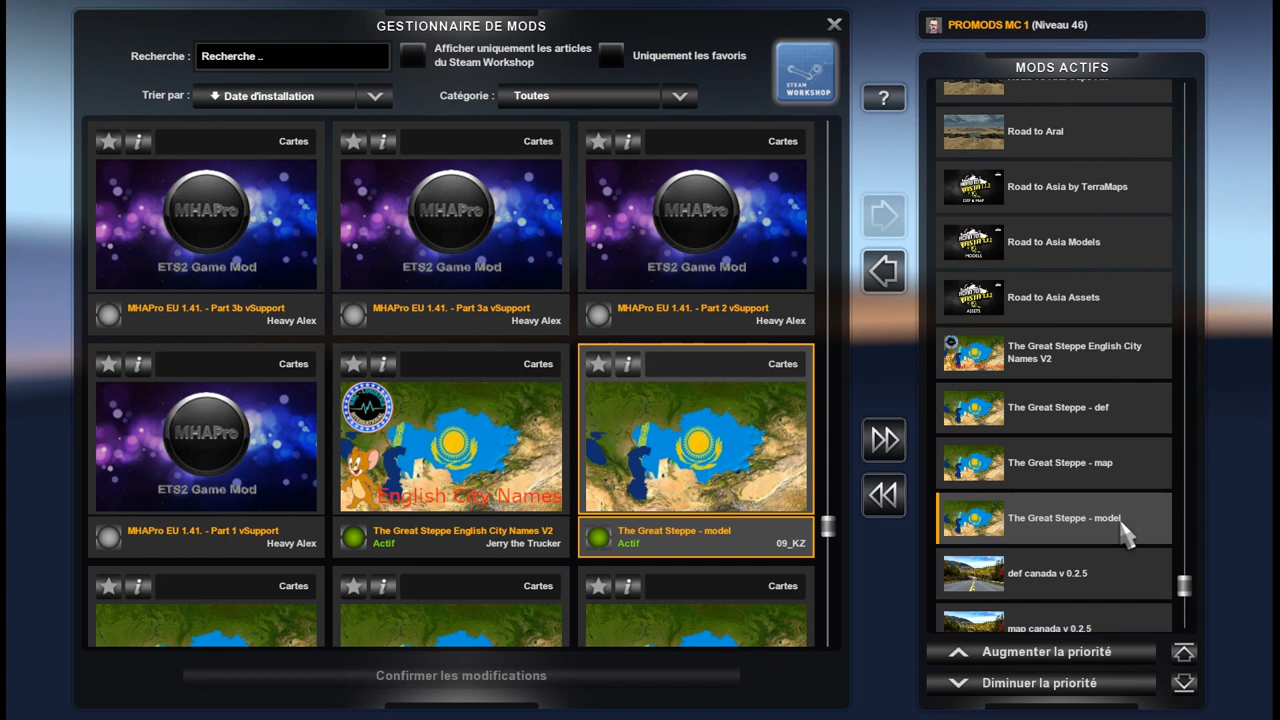 GESTIONNAIRE DE MODS
Recherche :
Recherche ..
Afficher uniquement les articles
du Steam Workshop
Uniquement les favoris
STEAM
WORKSHOP
Trier par :
Date d'installation
Catégorie :
Toutes
Cartes
Cartes
Cartes
MHAPro
MHAPro
MHAPro
ETS2 Game Mod
ETS2 Game Mod
ETS2 Game Mod
MHAPro EU 1.41. - Part 3b vSupport
Heavy Alex
MHAPro EU 1.41. - Part 3a vSupport
Heavy Alex
MHAPro EU 1.41. - Part 2 vSupport
Heavy Alex
Cartes
Cartes
Cartes
MHAPro
ETS2 Game Mod
English City Names
MHAPro EU 1.41. - Part 1 vSupport
Heavy Alex
The Great Steppe English City Names V2
Actif
Jerry the Trucker
The Great Steppe - model
Actif
09_KZ
Cartes
Cartes
Cartes
Confirmer les modifications
?
PROMODS MC 1 (Niveau 46)
MODS ACTIFS
Road to Aral
Road to Asia by TerraMaps
Road to Asia Models
Road to Asia Assets
The Great Steppe English City
Names V2
The Great Steppe - def
The Great Steppe - map
The Great Steppe - model
def canada v 0.2.5
map canada v 0.2.5
Augmenter la priorité
Diminuer la priorité